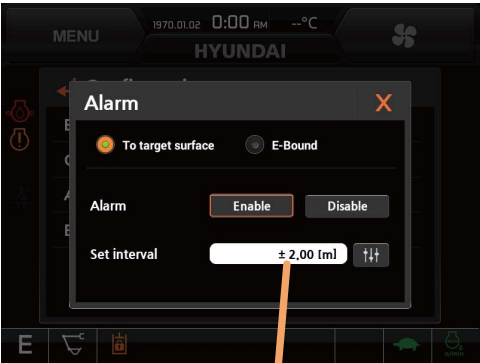 MENU
1970.01.02 0:00 AM --°C
HYUNDAI
Alarm X
To target surface E-Bound
Alarm Enable Disable
Set interval ± 2,00 [m]
E
n/min